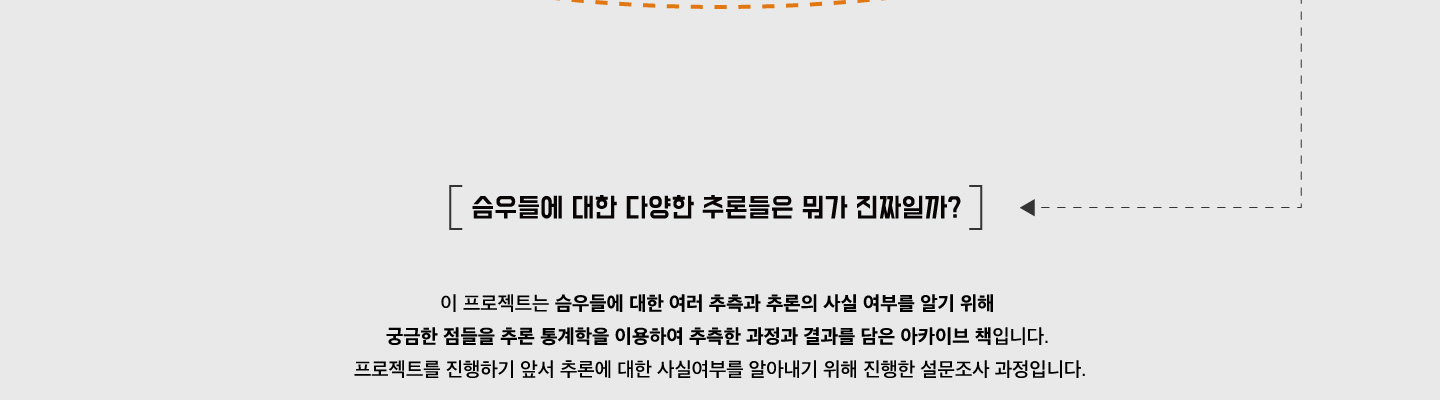 슴우들에 대한 다양한 추론들은 뭐가 진짜일까?
이 프로젝트는 슴우들에 대한 여러 추측과 추론의 사실 여부를 알기 위해
궁금한 점들을 추론 통계학을 이용하여 추측한 과정과 결과를 담은 아카이브 책입니다.
프로젝트를 진행하기 앞서 추론에 대한 사실여부를 알아내기 위해 진행한 설문조사 과정입니다.